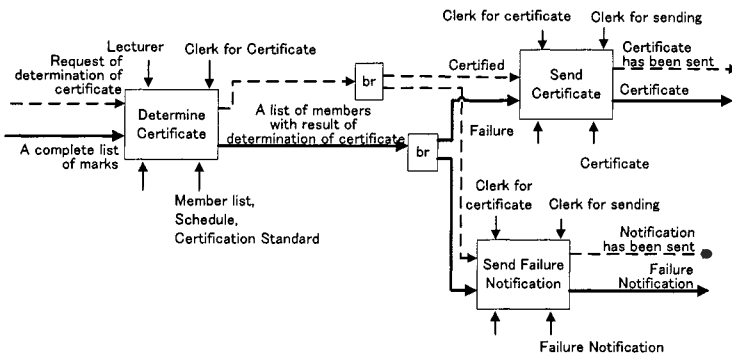 Lecturer
Clerk for Certificate
Request of
determination of
certificate
Determine
Certificate
A complete list
of marks
Member list,
Schedule,
Certification Standard
br
A list of members
with result of
determination of certificate
br
Certified
Failure
Clerk for certificate
Clerk for sending
Send
Certificate
Certificate
has been sent
Certificate
Certificate
Clerk for
certificate
Clerk for sending
Send Failure
Notification
Notification
has been sent
Failure
Notification
Failure Notification